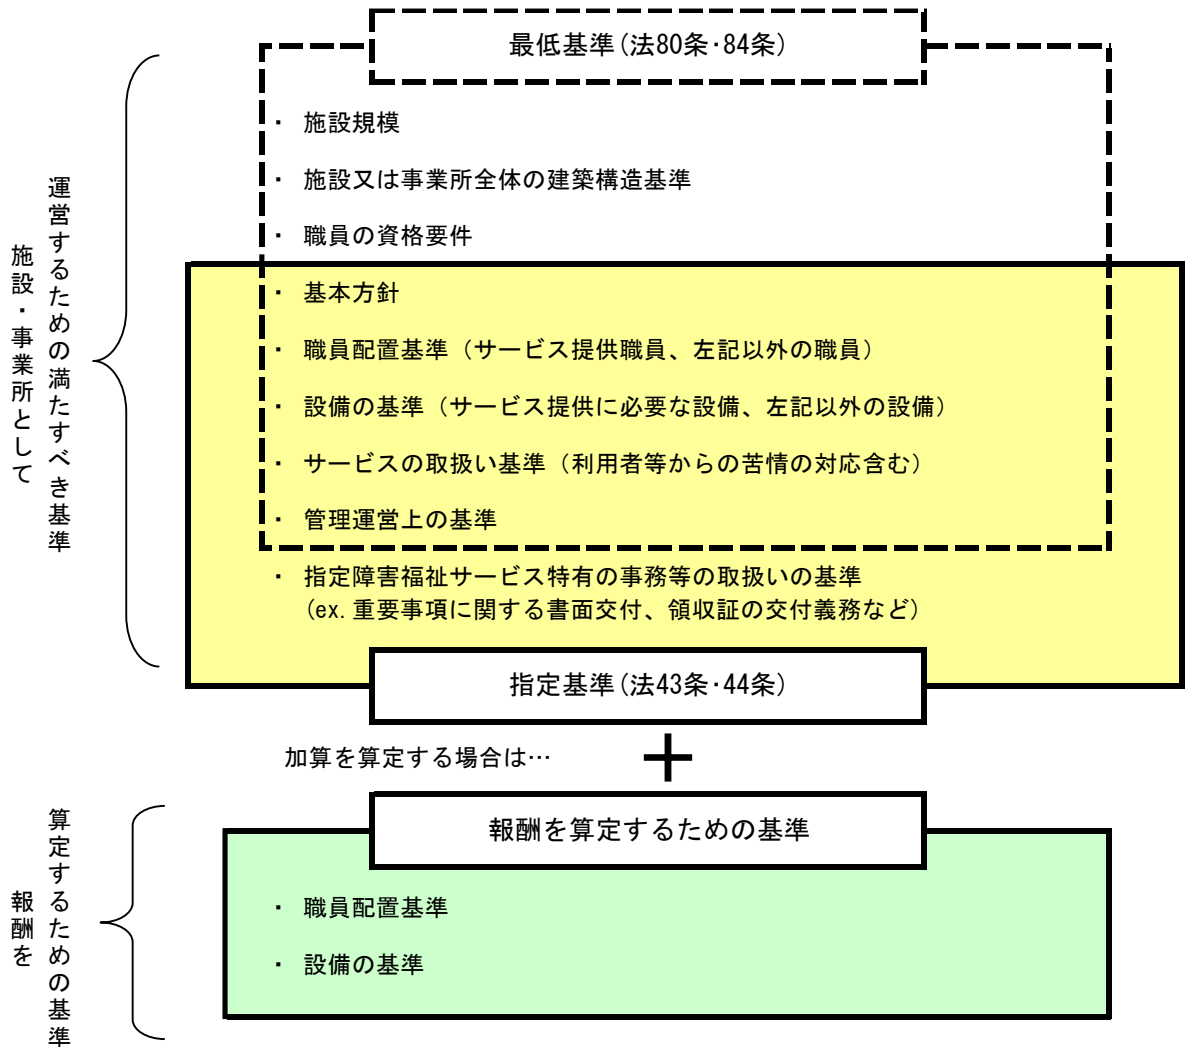 最低基準(法80条・84条)
・ 施設規模
・ 施設又は事業所全体の建築構造基準
・ 職員の資格要件
・ 基本方針
・ 職員配置基準（サービス提供職員、左記以外の職員）
・ 設備の基準（サービス提供に必要な設備、左記以外の設備）
・ サービスの取扱い基準（利用者等からの苦情の対応含む）
・ 管理運営上の基準
・ 指定障害福祉サービス特有の事務等の取扱いの基準
(ex.重要事項に関する書面交付、領収証の交付義務など)
指定基準(法43条・44条)
施設・事業所として
運営するための満たすべき基準
加算を算定する場合は…
＋
報酬を算定するための基準
・ 職員配置基準
・ 設備の基準
報酬を
算定するための基準